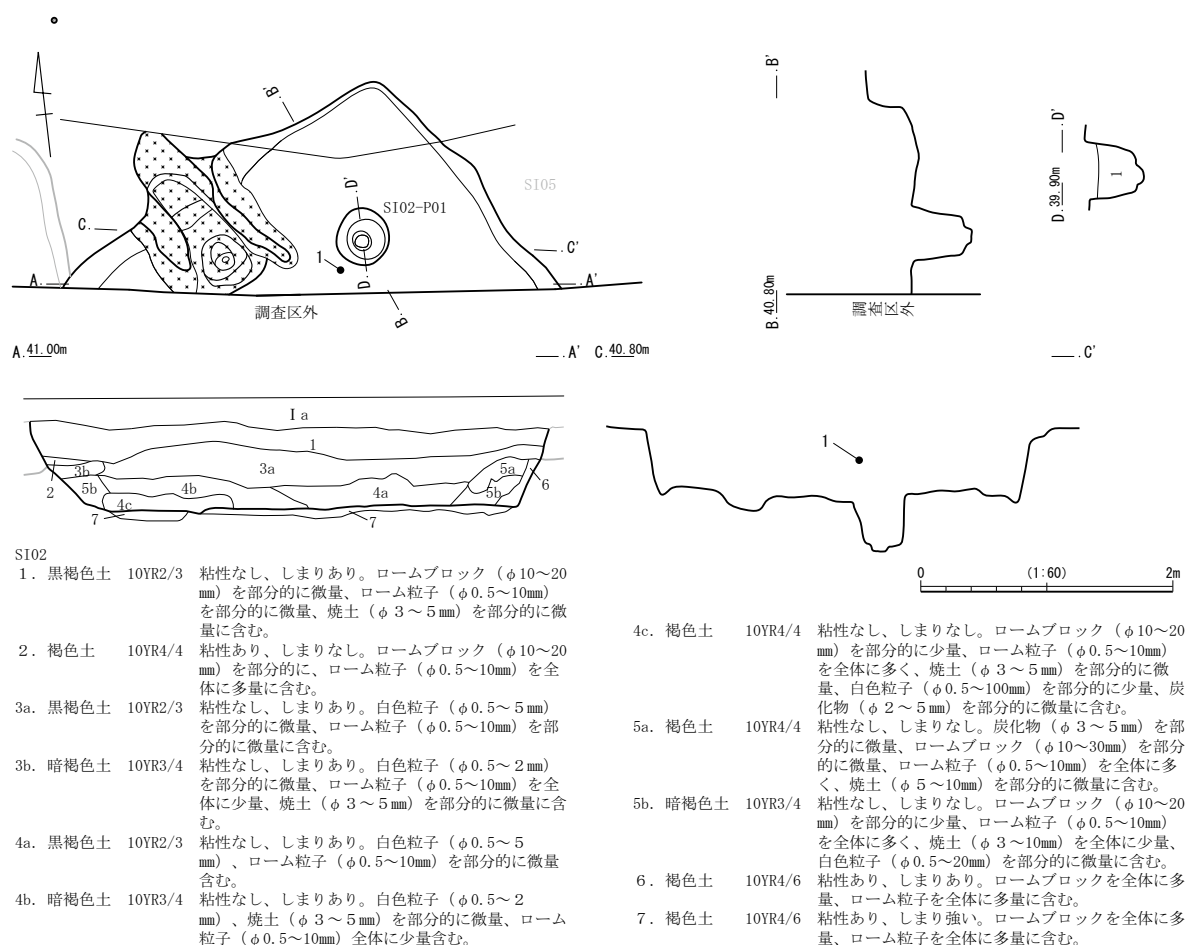 B'
SI05
D'
SI02-P01
C.
C'
1
A.
A'
D.
B.
調査区外
B'
D'
1
D.39.90m
B.40.80m
調査区外
A.41.00m
A'
C.40.80m
C'
Ⅰa
1
3a
3b
5a
2
5b
4b
4a
5b
6
4c
7
7
1
0
(1:60)
2m
SI02
1．黒褐色土 10YR2/3 粘性なし、しまりあり。ロームブロック（φ10～20
㎜）を部分的に微量、ローム粒子（φ0.5～10㎜）
を部分的に微量、焼土（φ３～５㎜）を部分的に微
量に含む。
2．褐色土 10YR4/4 粘性あり、しまりなし。ロームブロック（φ10～20
㎜）を部分的に、ローム粒子（φ0.5～10㎜）を全
体に多量に含む。
3a．黒褐色土 10YR2/3 粘性なし、しまりあり。白色粒子（φ0.5～５㎜）
を部分的に微量、ローム粒子（φ0.5～10㎜）を部
分的に微量に含む。
3b．暗褐色土 10YR3/4 粘性なし、しまりあり。白色粒子（φ0.5～２㎜）
を部分的に微量、ローム粒子（φ0.5～10㎜）を全
体に少量、焼土（φ３～５㎜）を部分的に微量に含
む。
4a．黒褐色土 10YR2/3 粘性なし、しまりあり。白色粒子（φ0.5～５
㎜）、ローム粒子（φ0.5～10㎜）を部分的に微量
含む。
4b．暗褐色土 10YR3/4 粘性なし、しまりあり。白色粒子（φ0.5～２
㎜）、焼土（φ３～５㎜）を部分的に微量、ローム
粒子（φ0.5～10㎜）全体に少量含む。
4c．褐色土 10YR4/4 粘性なし、しまりなし。ロームブロック（φ10～20
㎜）を部分的に少量、ローム粒子（φ0.5～10㎜）
を全体に多く、焼土（φ３～５㎜）を部分的に微
量、白色粒子（φ0.5～100㎜）を部分的に少量、炭
化物（φ２～５㎜）を部分的に微量に含む。
5a．褐色土 10YR4/4 粘性なし、しまりなし。炭化物（φ３～５㎜）を部
分的に微量、ロームブロック（φ10～30㎜）を部分
的に微量、ローム粒子（φ0.5～10㎜）を全体に多
く、焼土（φ５～10㎜）を部分的に微量に含む。
5b．暗褐色土 10YR3/4 粘性なし、しまりなし。ロームブロック（φ10～20
㎜）を部分的に少量、ローム粒子（φ0.5～10㎜）
を全体に多く、焼土（φ３～10㎜）を全体に少量、
白色粒子（φ0.5～20㎜）を部分的に微量に含む。
6．褐色土 10YR4/6 粘性あり、しまりあり。ロームブロックを全体に多
量、ローム粒子を全体に多量に含む。
7．褐色土 10YR4/6 粘性あり、しまり強い。ロームブロックを全体に多
量、ローム粒子を全体に多量に含む。